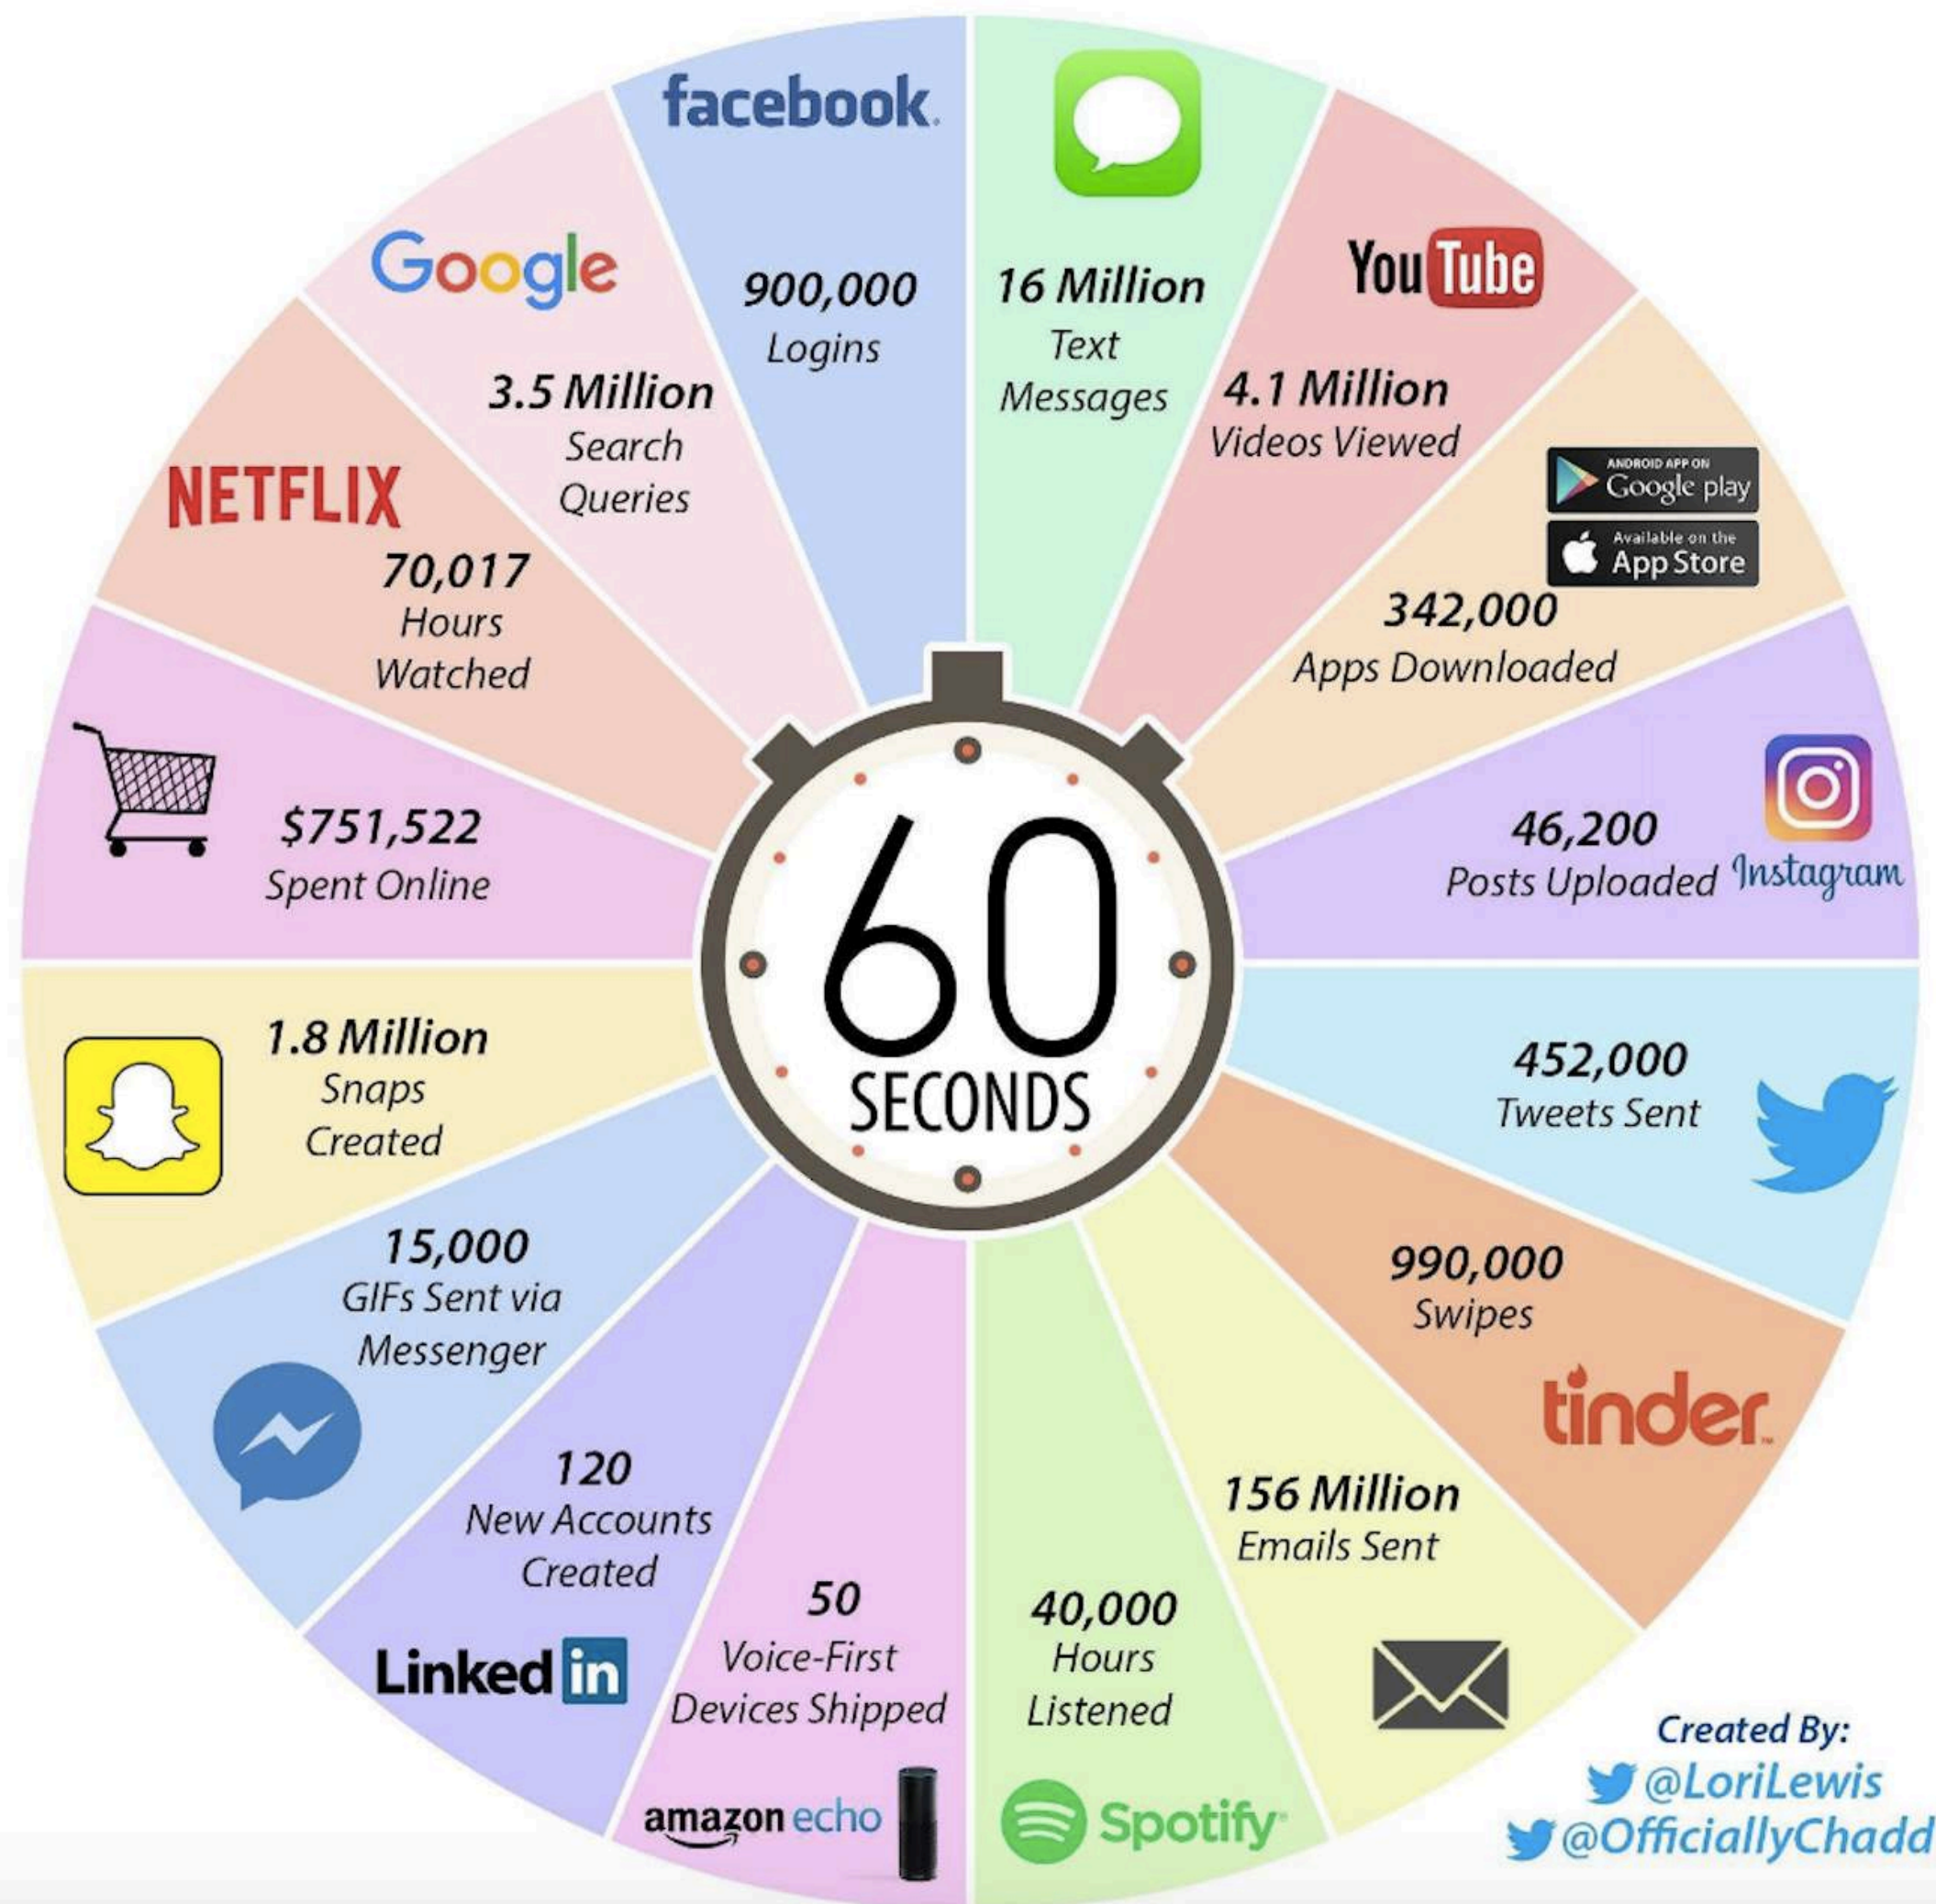 facebook.
900,000
Logins
16 Million
Text
Messages
YouTube
4.1 Million
Videos Viewed
ANDROID APP ON
Google play
Available on the
App Store
342,000
Apps Downloaded
46,200
Posts Uploaded
Instagram
452,000
Tweets Sent
990,000
Swipes
tinder
156 Million
Emails Sent
40,000
Hours
Listened
Spotify
50
Voice-First
Devices Shipped
amazon echo
120
New Accounts
Created
Linked in
15,000
GIFs Sent via
Messenger
1.8 Million
Snaps
Created
$751,522
Spent Online
NETFLIX
70,017
Hours
Watched
Google
3.5 Million
Search
Queries
60
SECONDS
Created By:
@LoriLewis
@OfficiallyChadd